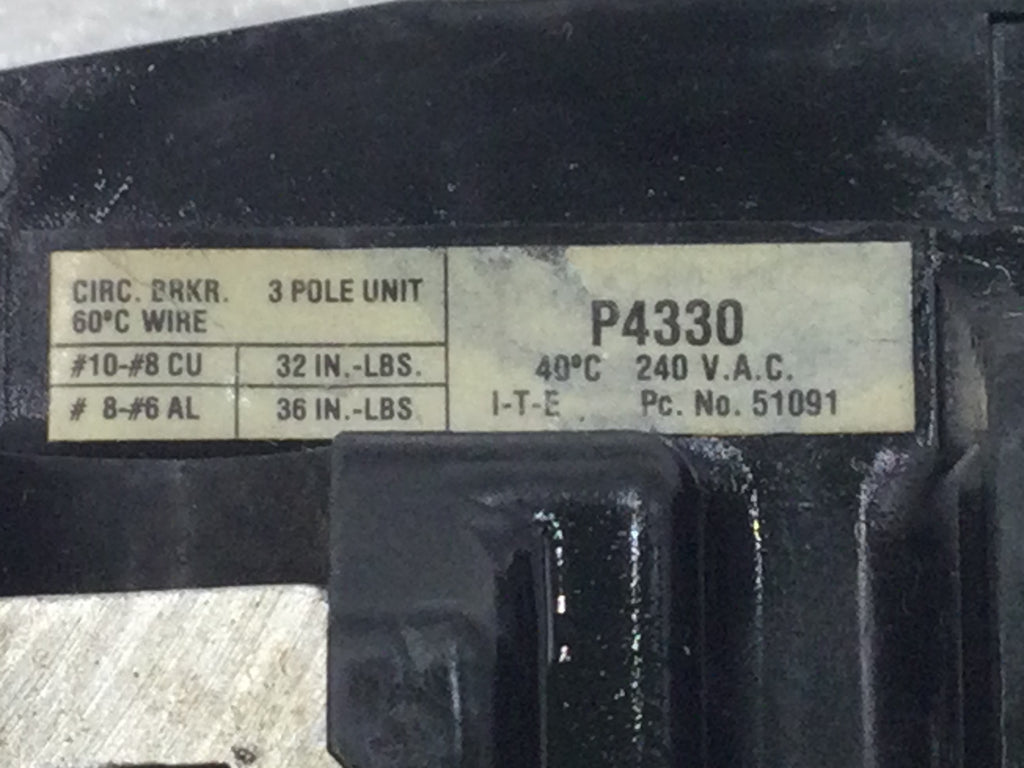 CIRC. BRKR. 3 POLE UNIT
60°C WIRE
#10-#8 CU 32 IN.-LBS.
# 8-#6 AL 36 IN.-LBS
P4330
40°C 240 V.A.C.
I-T-E Pc. No. 51091